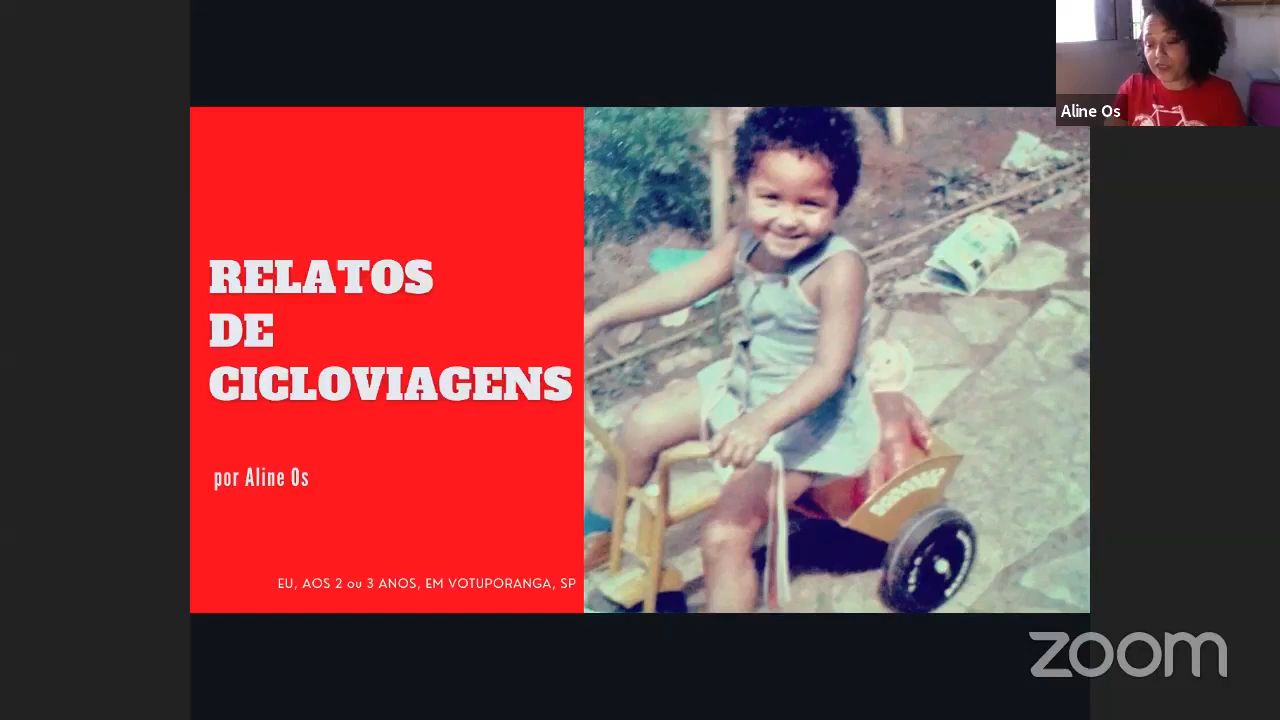 Aline Os
RELATOS
DE
CICLOVIAGENS
por Aline Os
EU, AOS 2 ou 3 ANOS, EM VOTUPORANGA, SP
zoom